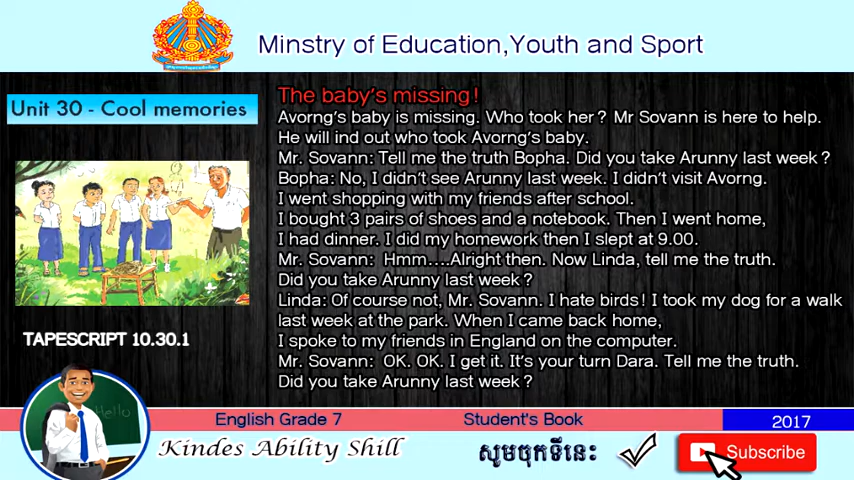 Minstry of Education,Youth and Sport
Unit 30 - Cool memories
The baby's missing!
Avorng's baby is missing. Who took her? Mr Sovann is here to help.
He will ind out who took Avorng's baby.
Mr. Sovann: Tell me the truth Bopha. Did you take Arunny last week?
Bopha: No, I didn't see Arunny last week. I didn't visit Avorng.
I went shopping with my friends after school.
I bought 3 pairs of shoes and a notebook. Then I went home,
I had dinner. I did my homework then I slept at 9.00.
Mr. Sovann: Hmm....Alright then. Now Linda, tell me the truth.
Did you take Arunny last week?
Linda: Of course not, Mr. Sovann. I hate birds! I took my dog for a walk
last week at the park. When I came back home,
I spoke to my friends in England on the computer.
Mr. Sovann: OK. OK. I get it. It's your turn Dara. Tell me the truth.
Did you take Arunny last week?
TAPESCRIPT 10.30.1
English Grade 7 Student's Book 2017
Hello
Kindes Ability Shill សូមចុកទីនេះ Subscribe